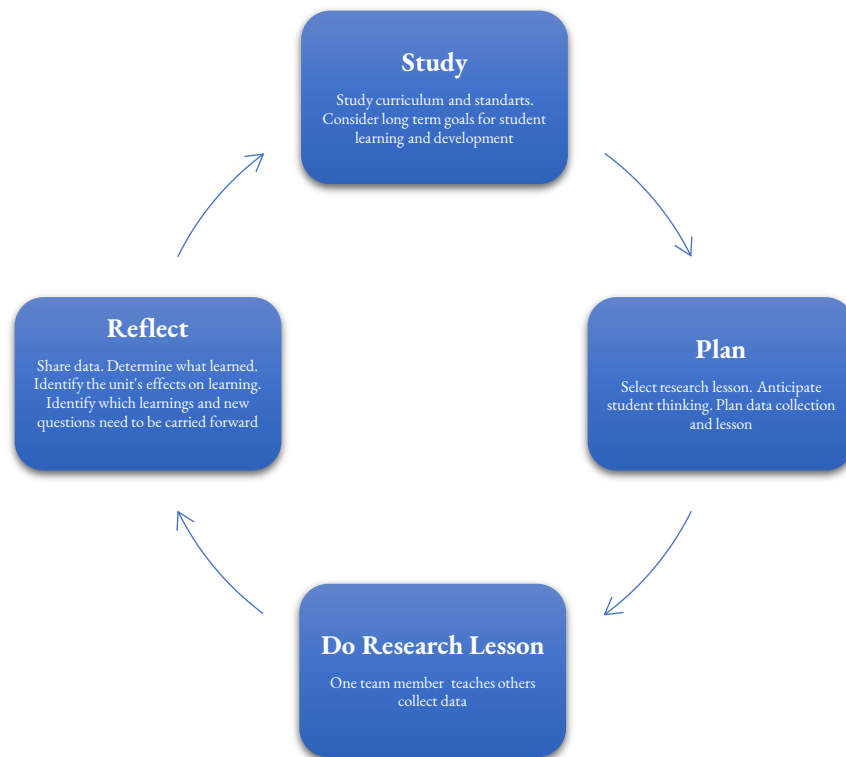 Study
Study curriculum and standarts.
Consider long term goals for student
learning and development
Plan
Select research lesson. Anticipate
student thinking. Plan data collection
and lesson
Do Research Lesson
One team member  teaches others
collect data
Reflect
Share data. Determine what learned.
Identify the unit's effects on learning.
Identify which learnings and new
questions need to be carried forward